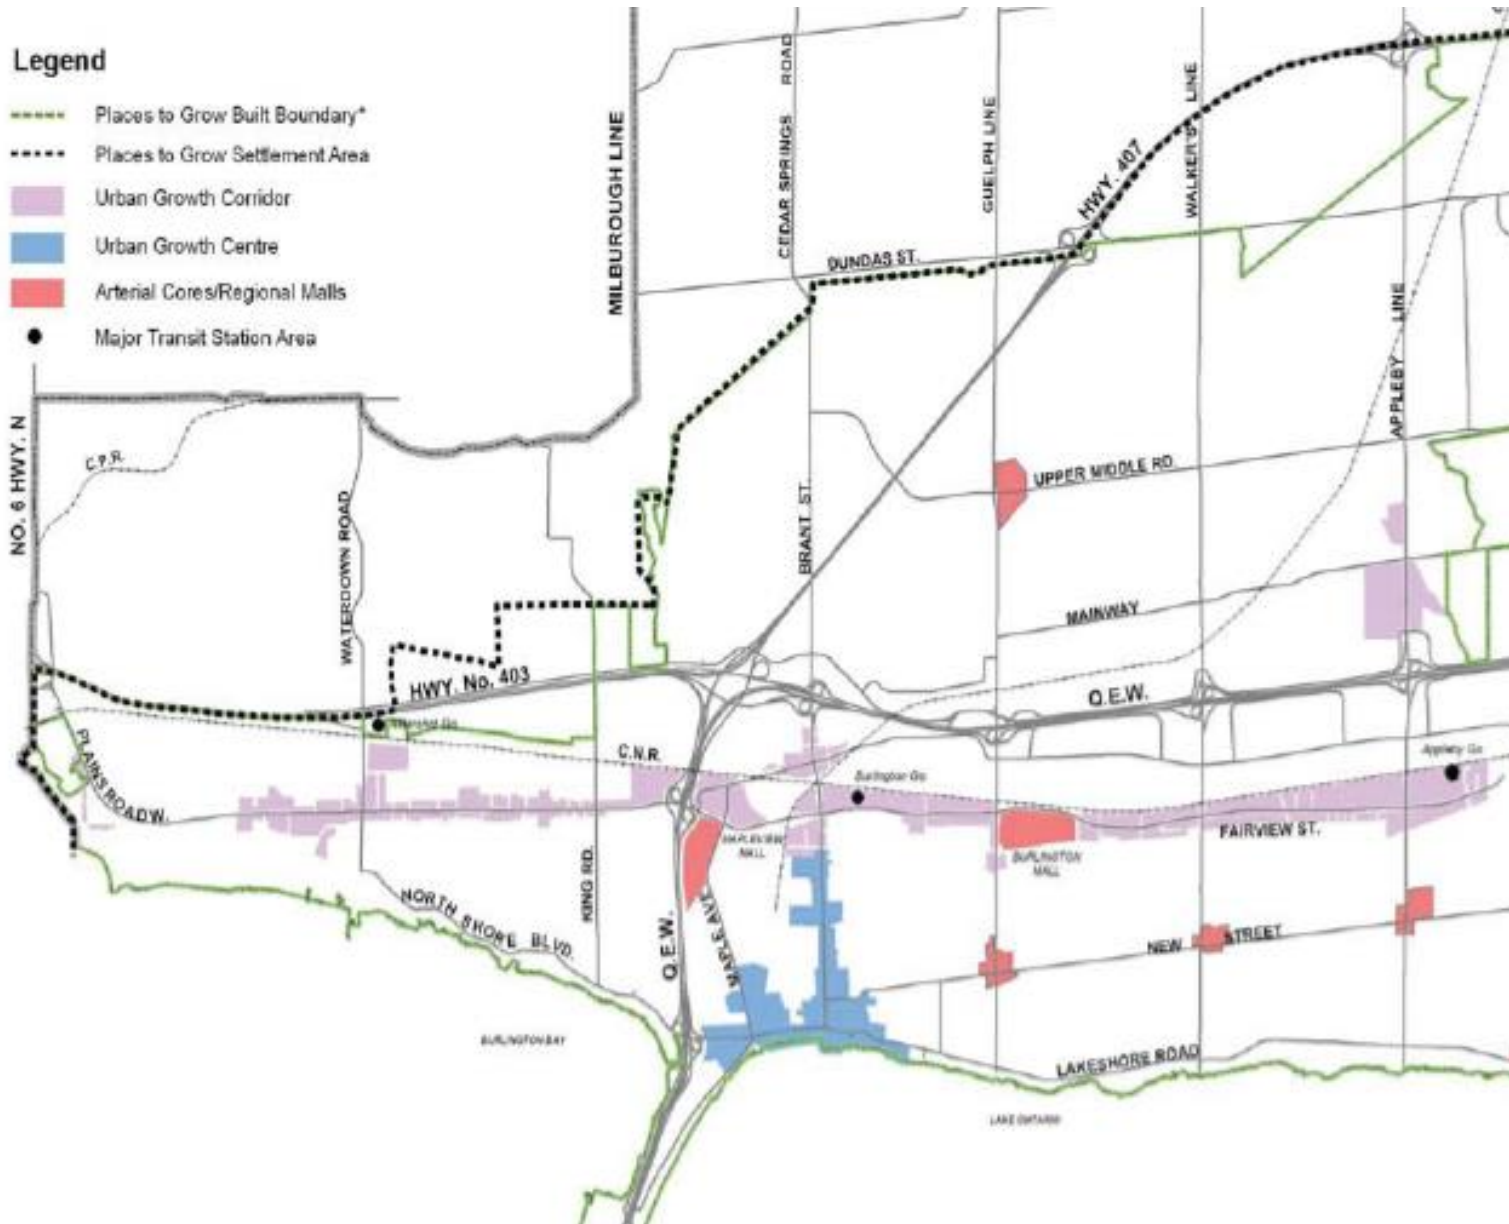 Legend
Places to Grow Built Boundary*
Places to Grow Settlement Area
Urban Growth Corridor
Urban Growth Centre
Arterial Cores/Regional Malls
Major Transit Station Area
MILBOROUGH LINE
CEDAR SPRINGS ROAD
GUELPH LINE
HWY. 407
WALKER'S LINE
DUNDAS ST.
APPLEBY LINE
NO. 6 HWY. N
C.P.R.
WATERDOWN ROAD
BRANT ST.
UPPER MIDDLE RD.
MAINWAY
HWY. No. 403
Q.E.W.
Go
PLAINS ROAD W.
C.N.R.
Burlington Go
Appleby Go
FAIRVIEW ST.
MAPLEVIEW
MALL
BURLINGTON
MALL
KING RD.
NORTH SHORE BLVD.
Q.E.W.
MAPLE AVE.
NEW STREET
BURLINGTON BAY
LAKESHORE ROAD
LAKE ONTARIO